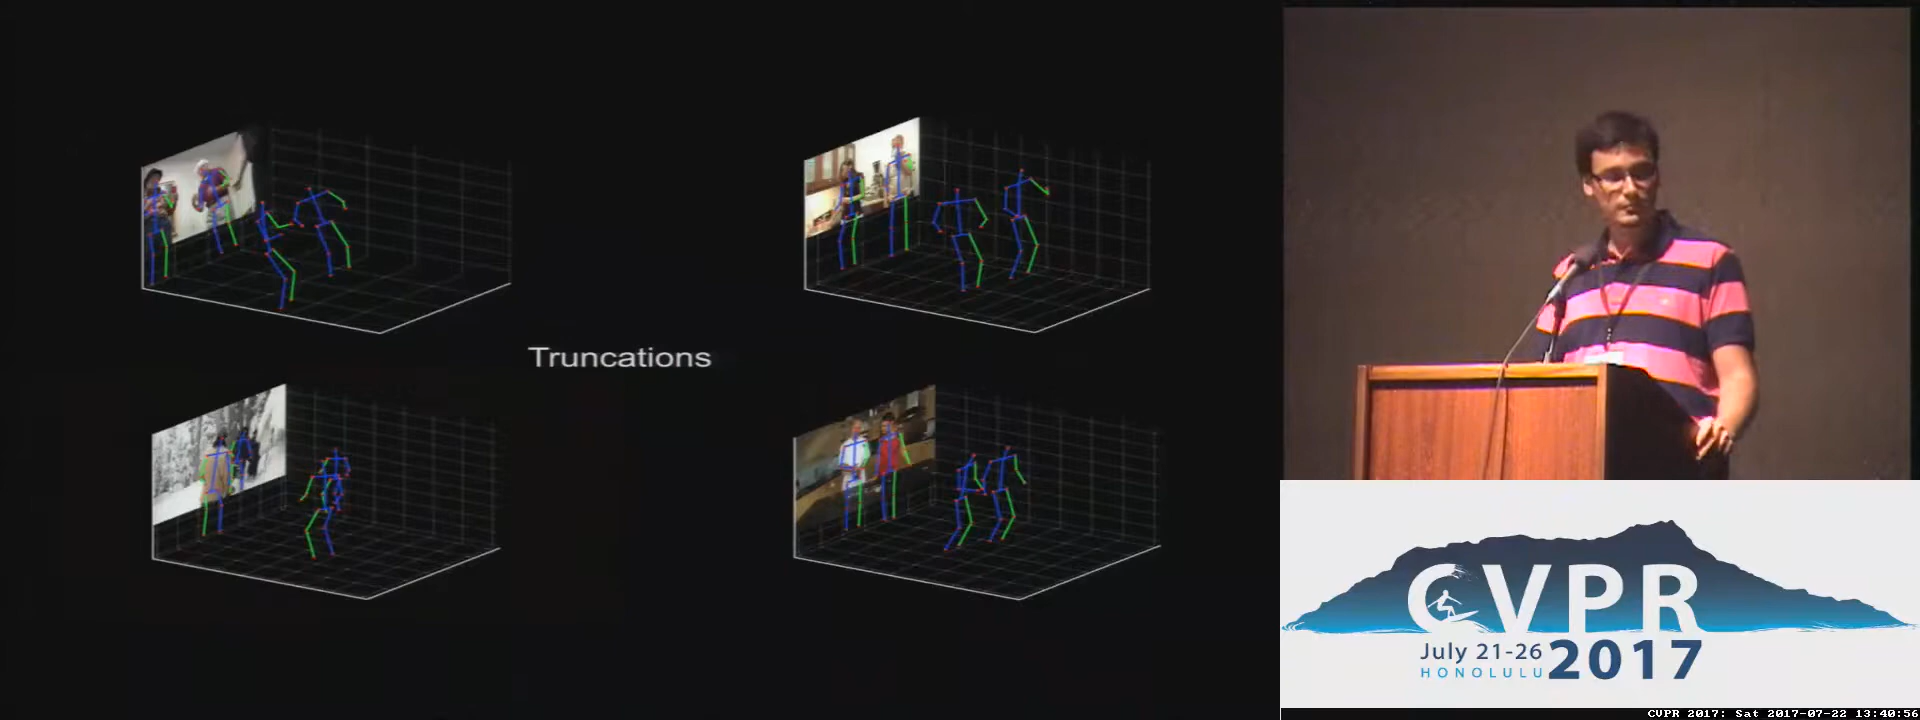 Truncations
CVPR
July 21-26
HONOLULU
2017
CVPR 2017: Sat 2017-07-22 13:40:56